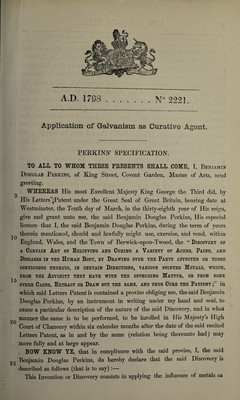 A.D. 1798 . . . . . . . N° 2221.
Application of Galvanism as Curative Agent.
PERKINS' SPECIFICATION.
TO ALL TO WHOM THESE PRESENTS SHALL COME, I, BENJAMIN
DOUGLAS PERKINS, of King Street, Covent Garden, Master of Arts, send
greeting.
WHEREAS His most Excellent Majesty King George the Third did, by
5 His Letters Patent under the Great Seal of Great Britain, bearing date at
Westminster, the Tenth day of March, in the thirty-eighth year of His reign,
give and grant unto me, the said Benjamin Douglas Perkins, His especial
licence that I, the said Benjamin Douglas Perkins, during the term of years
therein mentioned, should and lawfully might use, exercise, and vend, within
10 England, Wales, and the Town of Berwick-upon-Tweed, the "DISCOVERY OF
A CERTAIN ART OF RELIEVING AND CURING A VARIETY OF ACHES, PAINS, AND
DISEASES IN THE HUMAN BODY, BY DRAWING OVER THE PARTS AFFECTED OR THOSE
CONTIGUOUS THERETO, IN CERTAIN DIRECTIONS, VARIOUS POINTED METALS, WHICH,
FROM THE AFFINITY THEY HAVE WITH THE OFFENDING MATTER, OR FROM SOME
15 OTHER CAUSE, EXTRACT OR DRAW OUT THE SAME, AND THUS CURE THE PATIENT;" in
which said Letters Patent is contained a proviso obliging me, the said Benjamin
Douglas Perkins, by an instrument in writing under my hand and seal, to
cause a particular description of the nature of the said Discovery, and in what
manner the same is to be performed, to be inrolled in His Majesty's High
20 Court of Chancery within six calendar months after the date of the said recited
Letters Patent, as in and by the same (relation being thereunto had) may
more fully and at large appear.
NOW KNOW YE, that in compliance with the said proviso, I, the said
Benjamin Douglas Perkins, do hereby declare that the said Discovery is
25 described as follows (that is to say) :—
This Invention or Discovery consists in applying the influence of metals as